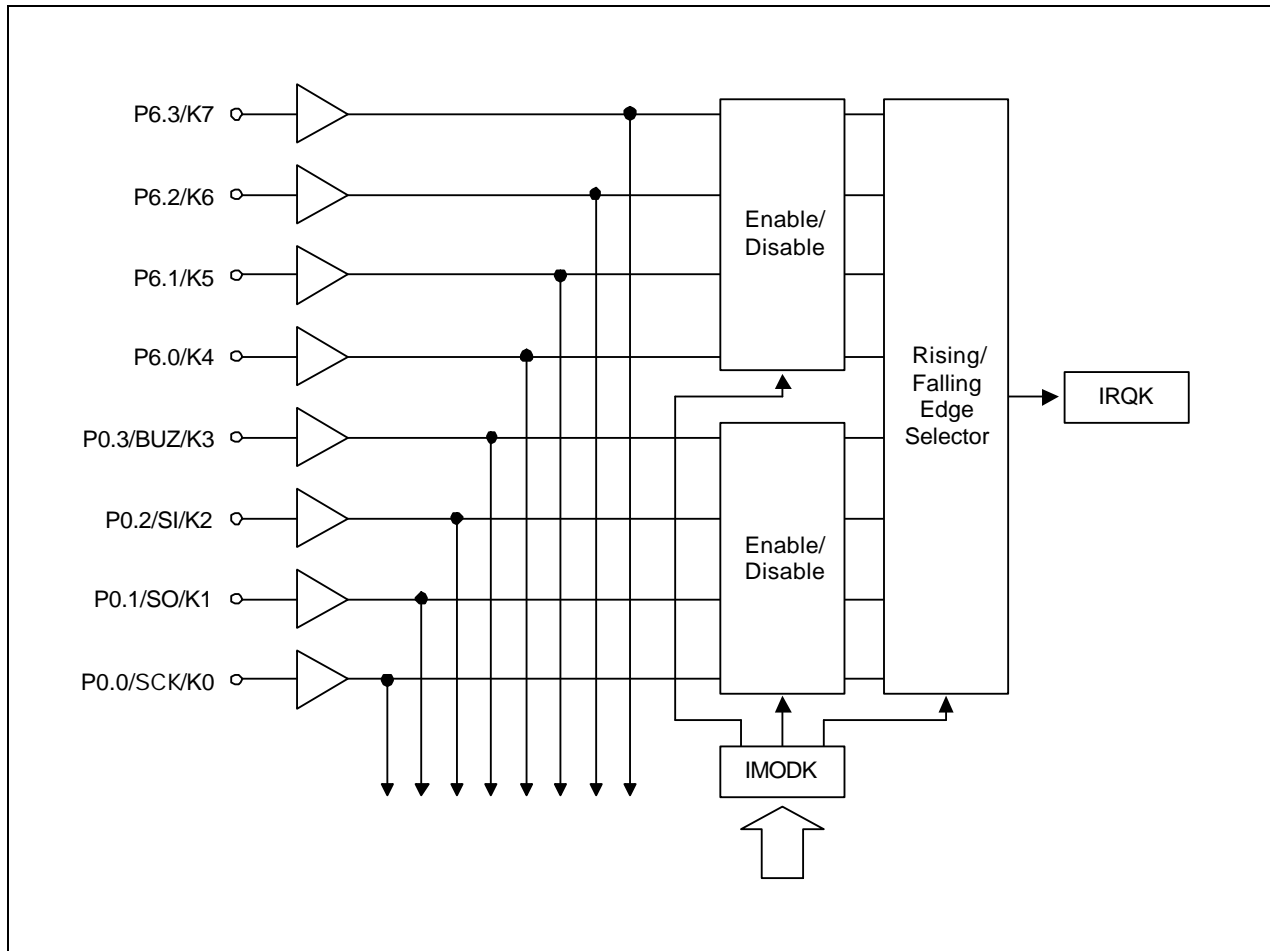 P6.3/K7
P6.2/K6
P6.1/K5
P6.0/K4
P0.3/BUZ/K3
P0.2/SI/K2
P0.1/SO/K1
P0.0/SCK/K0
Enable/
Disable
Enable/
Disable
Rising/
Falling
Edge
Selector
IRQK
IMODK